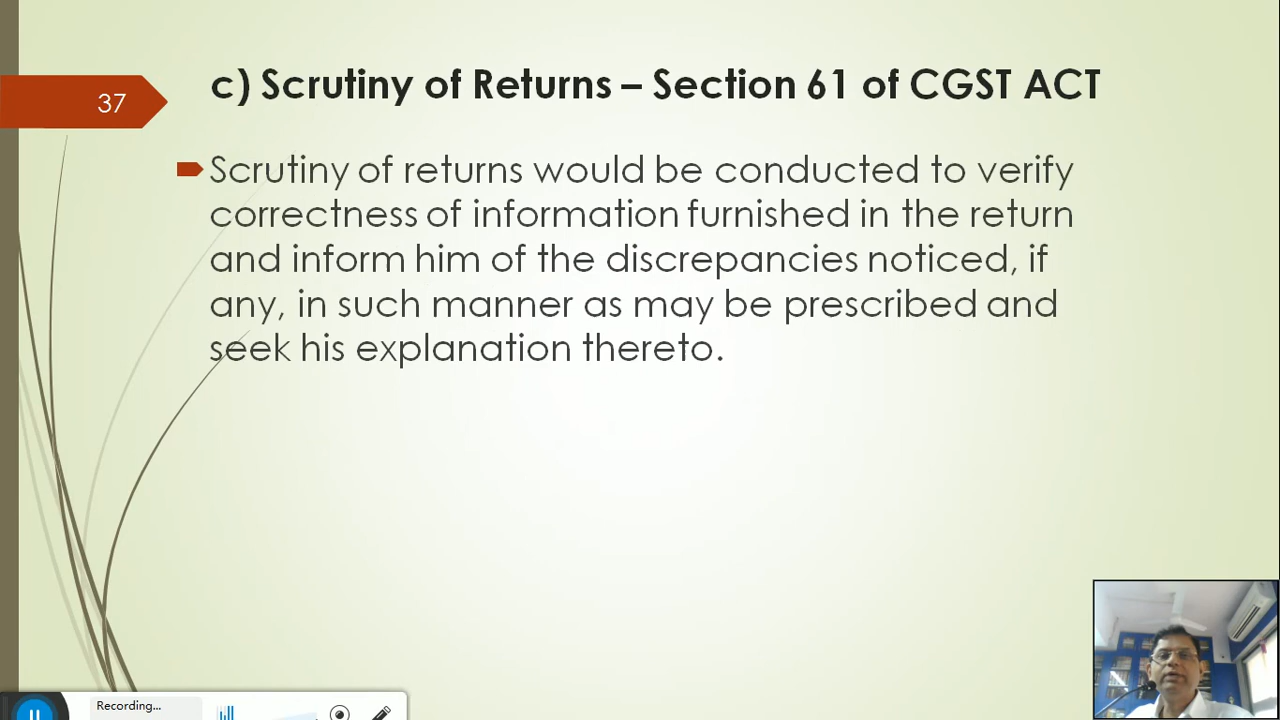 37
c) Scrutiny of Returns – Section 61 of CGST ACT
Scrutiny of returns would be conducted to verify
correctness of information furnished in the return
and inform him of the discrepancies noticed, if
any, in such manner as may be prescribed and
seek his explanation thereto.
Recording...